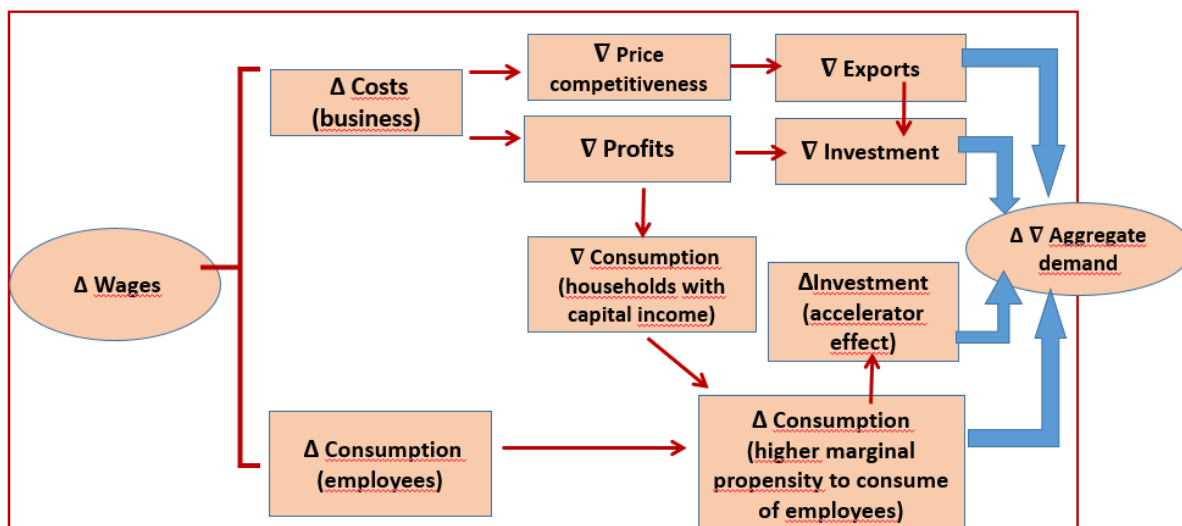 ∇ Price
competitiveness
∇ Exports
Δ Costs
(business)
∇ Profits
∇ Investment
Δ Wages
∇ Consumption
(households with
capital income)
ΔInvestment
(accelerator
effect)
Δ ∇ Aggregate
demand
Δ Consumption
(employees)
Δ Consumption
(higher marginal
propensity to consume
of employees)